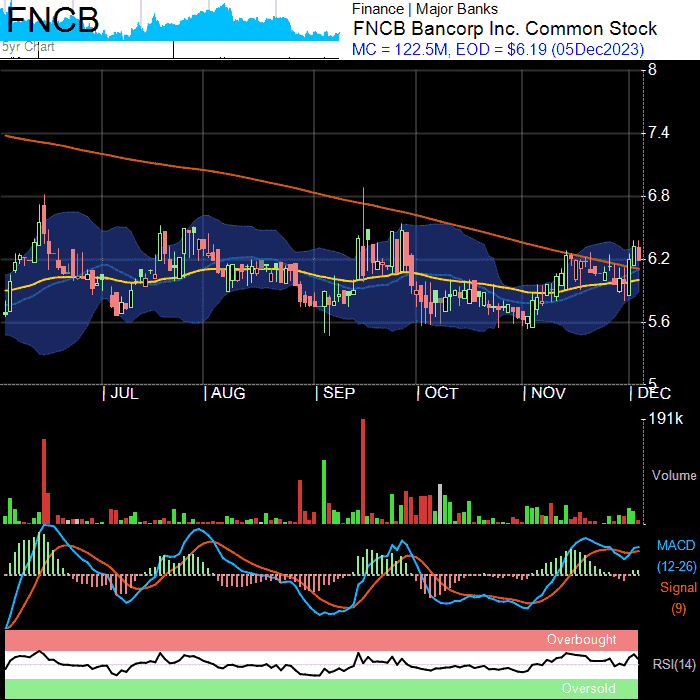 FNCB
5yr Chart
Finance | Major Banks
FNCB Bancorp Inc. Common Stock
MC = 122.5M, EOD = $6.19 (05Dec2023)
8
7.4
6.8
6.2
5.6
5
| JUL | AUG | SEP | OCT | NOV | DEC
191k
Volume
MACD
(12-26)
Signal
(9)
Overbought
RSI(14)
Oversold